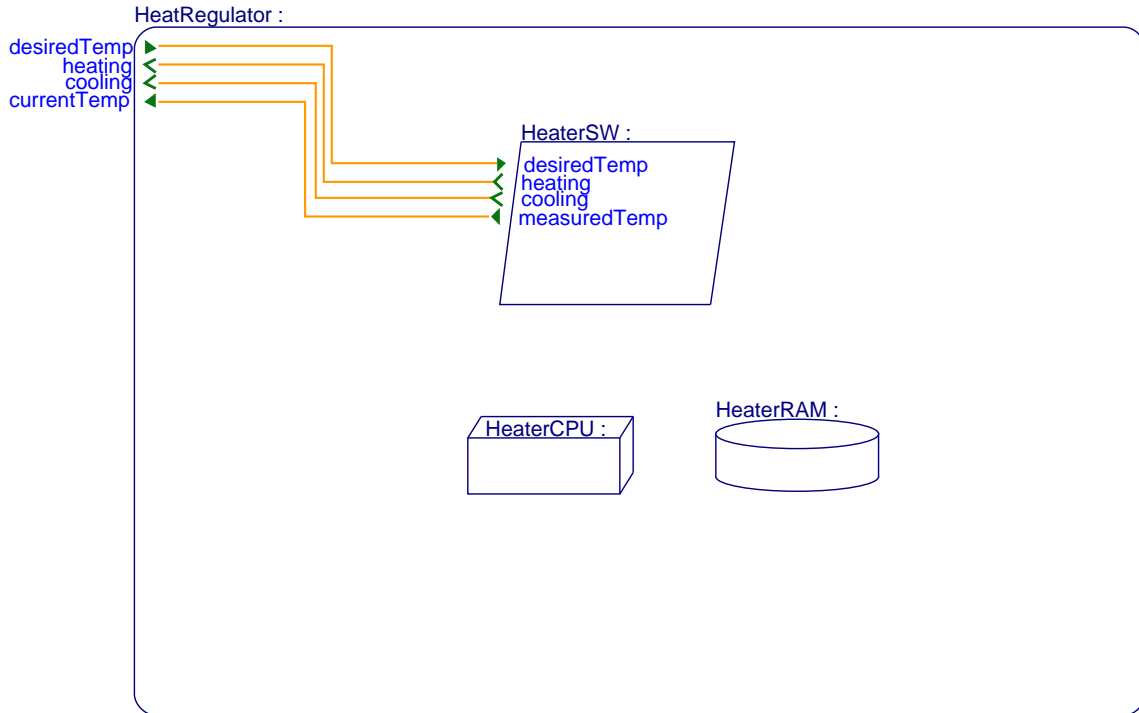 HeatRegulator :
desiredTemp
heating
cooling
currentTemp
HeaterSW :
desiredTemp
heating
cooling
measuredTemp
HeaterRAM :
HeaterCPU :